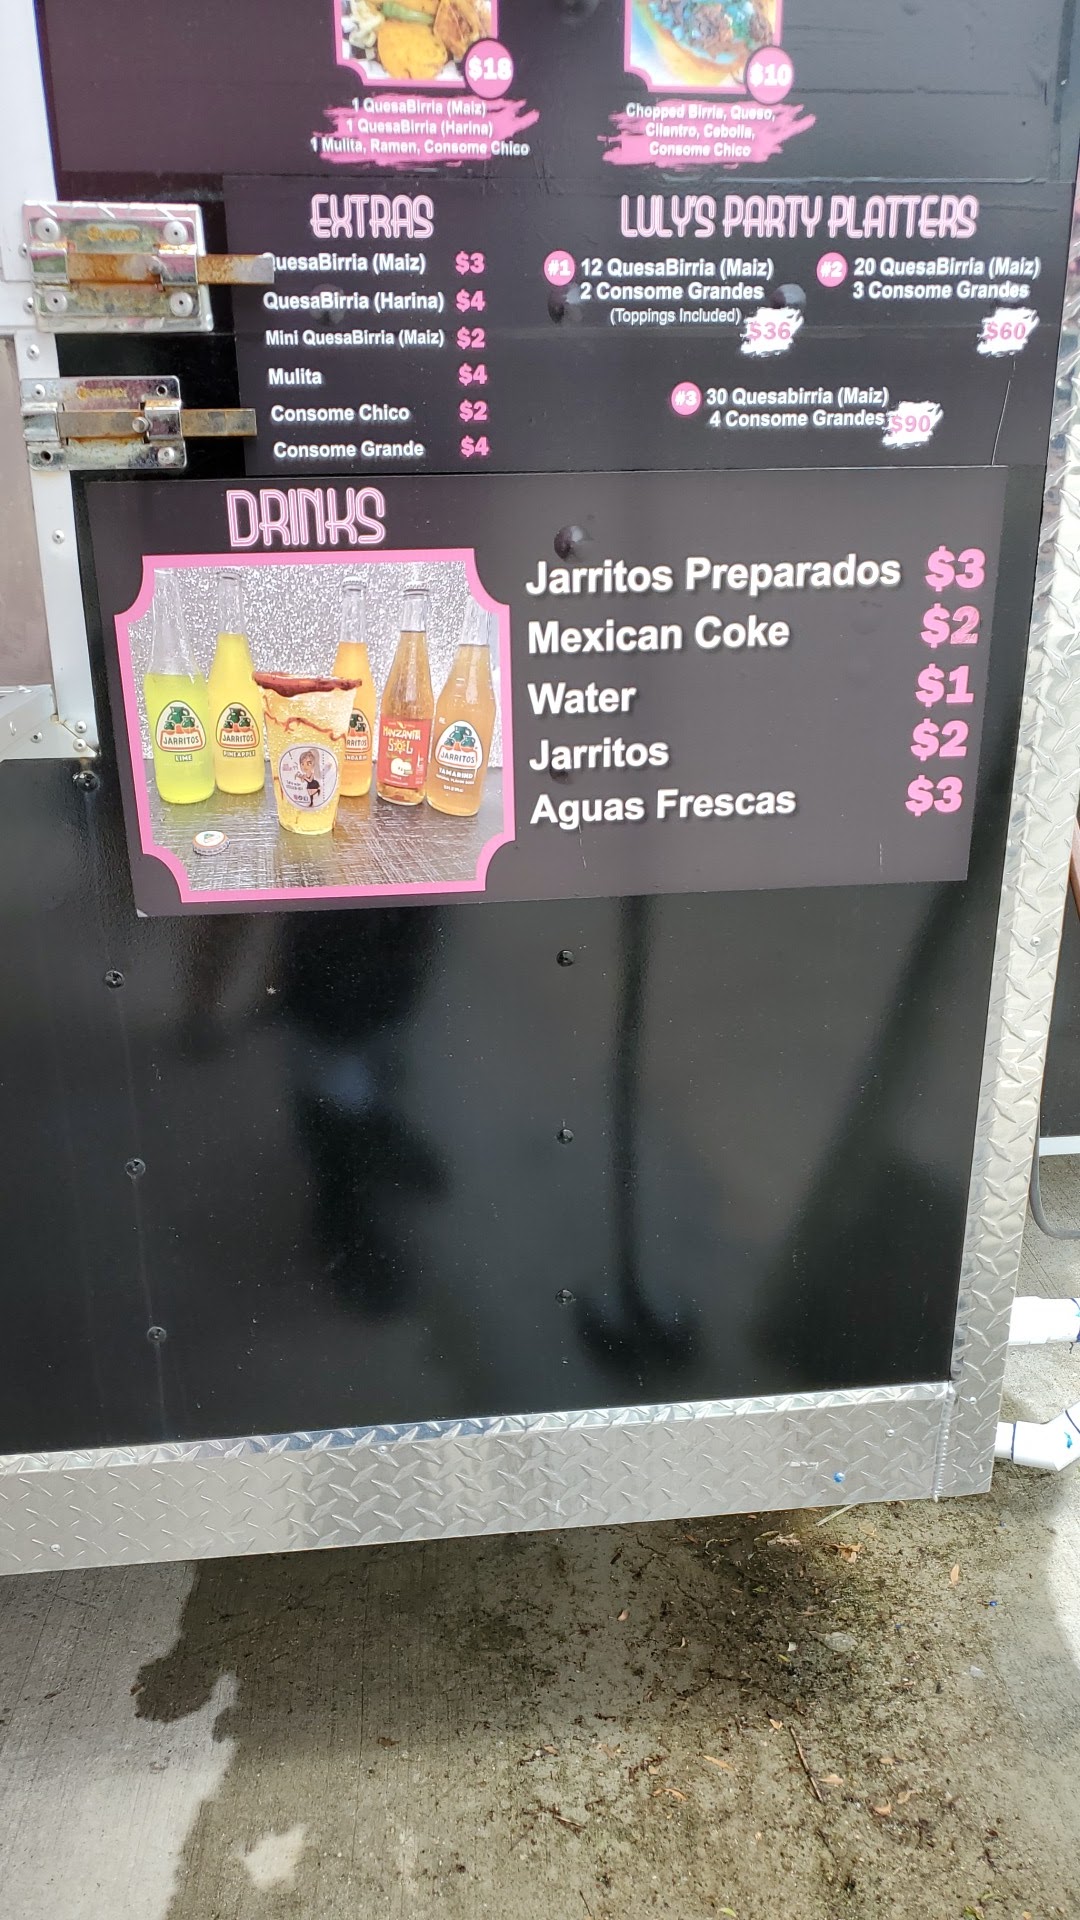 $18
1 QuesaBirria (Maiz)
1 QuesaBirria (Harina)
1 Mulita, Ramen, Consome Chico
$10
Chopped Birria, Queso,
Cilantro, Cebolla,
Consome Chico
EXTRAS
QuesaBirria (Maiz) $3
QuesaBirria (Harina) $4
Mini QuesaBirria (Maiz) $2
Mulita $4
Consome Chico $2
Consome Grande $4
LULY'S PARTY PLATTERS
#1 12 QuesaBirria (Maiz)
2 Consome Grandes
(Toppings Included)
$36
#2 20 QuesaBirria (Maiz)
3 Consome Grandes
$60
#3 30 Quesabirria (Maiz)
4 Consome Grandes $90
DRINKS
JARRITOS
LIME
JARRITOS
PINEAPPLE
MANZANITA
SOL
JARRITOS
TAMARIND
Jarritos Preparados $3
Mexican Coke $2
Water $1
Jarritos $2
Aguas Frescas $3